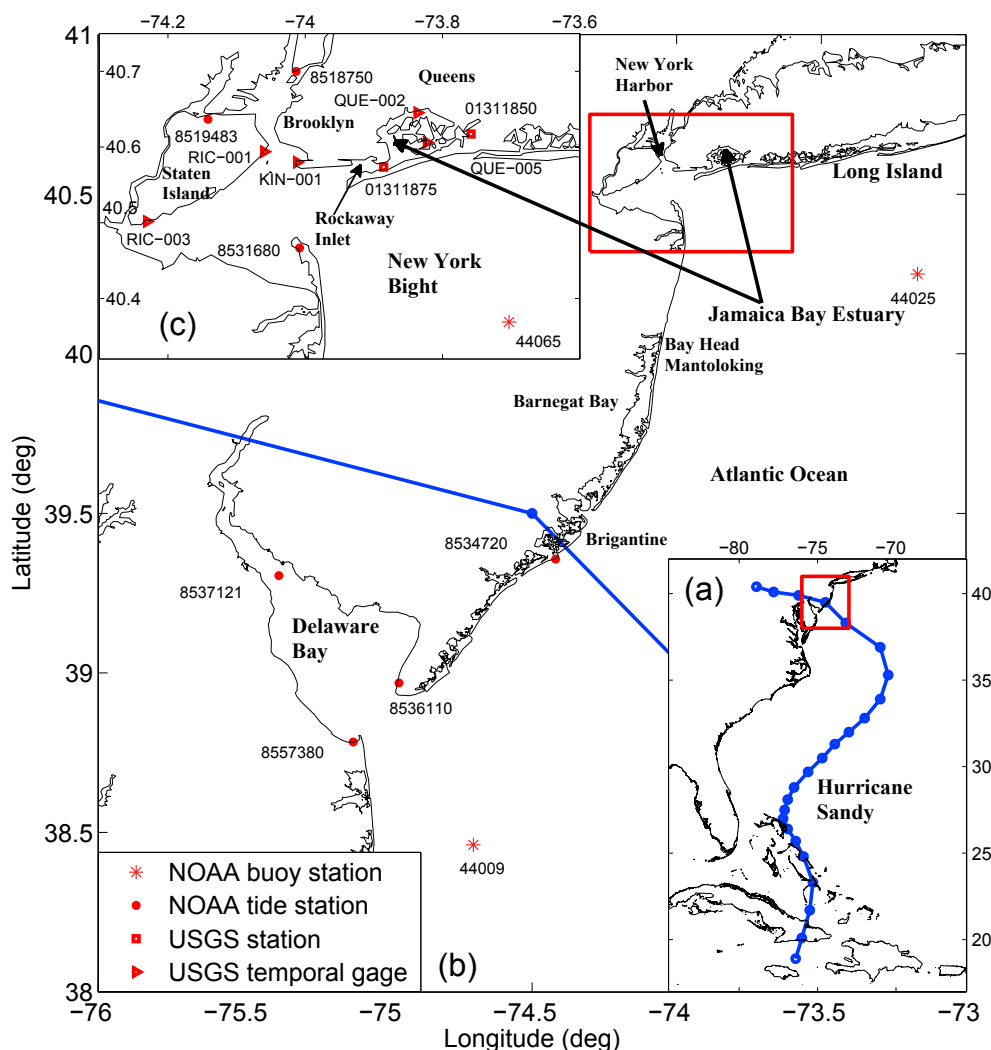 −74.2
−74
−73.8
−73.6
41
40.7
8518750
Queens
QUE−002
01311850
Brooklyn
8519483
RIC−001
40.6
KIN−001
Staten
Island
QUE−005
01311875
40.5
RIC−003
Rockaway
Inlet
8531680
New York
Bight
40.4
(c)
44065
New York
Harbor
40.5
Long Island
44025
Jamaica Bay Estuary
40
Bay Head
Mantoloking
Barnegat Bay
Atlantic Ocean
39.5
8534720
Brigantine
8537121
Delaware
Bay
39
8536110
8557380
38.5
44009
Latitude (deg)
−80
−75
−70
−65
(a)
40
35
30
Hurricane
Sandy
25
20
NOAA buoy station
NOAA tide station
USGS station
USGS temporal gage
(b)
38
−76
−75.5
−75
−74.5
−74
−73.5
−73
Longitude (deg)